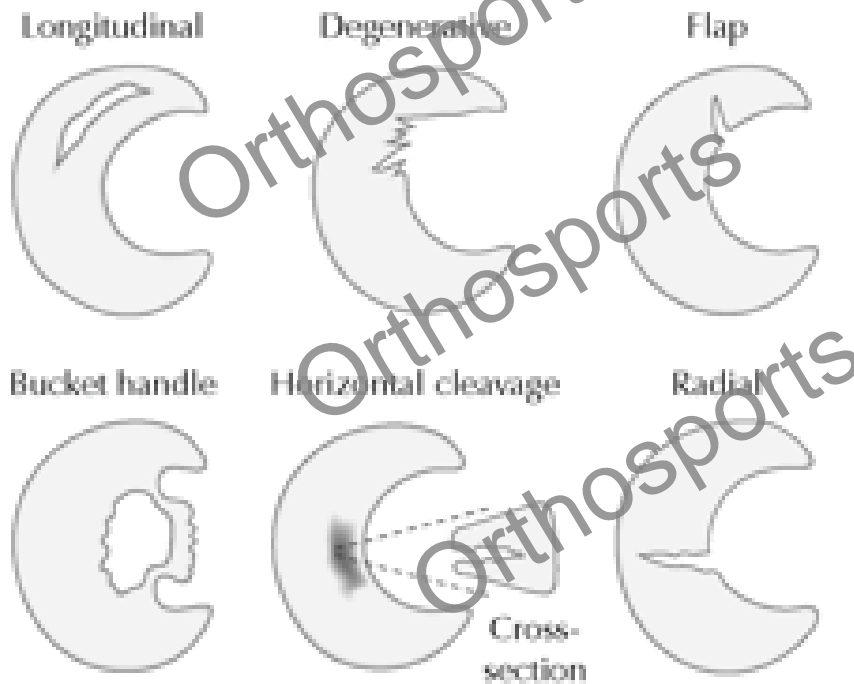 Longitudinal Degenerative Flap
Orthosports
Orthosports
Bucket handle Horizontal cleavage Radial
Orthosports
Cross-
section